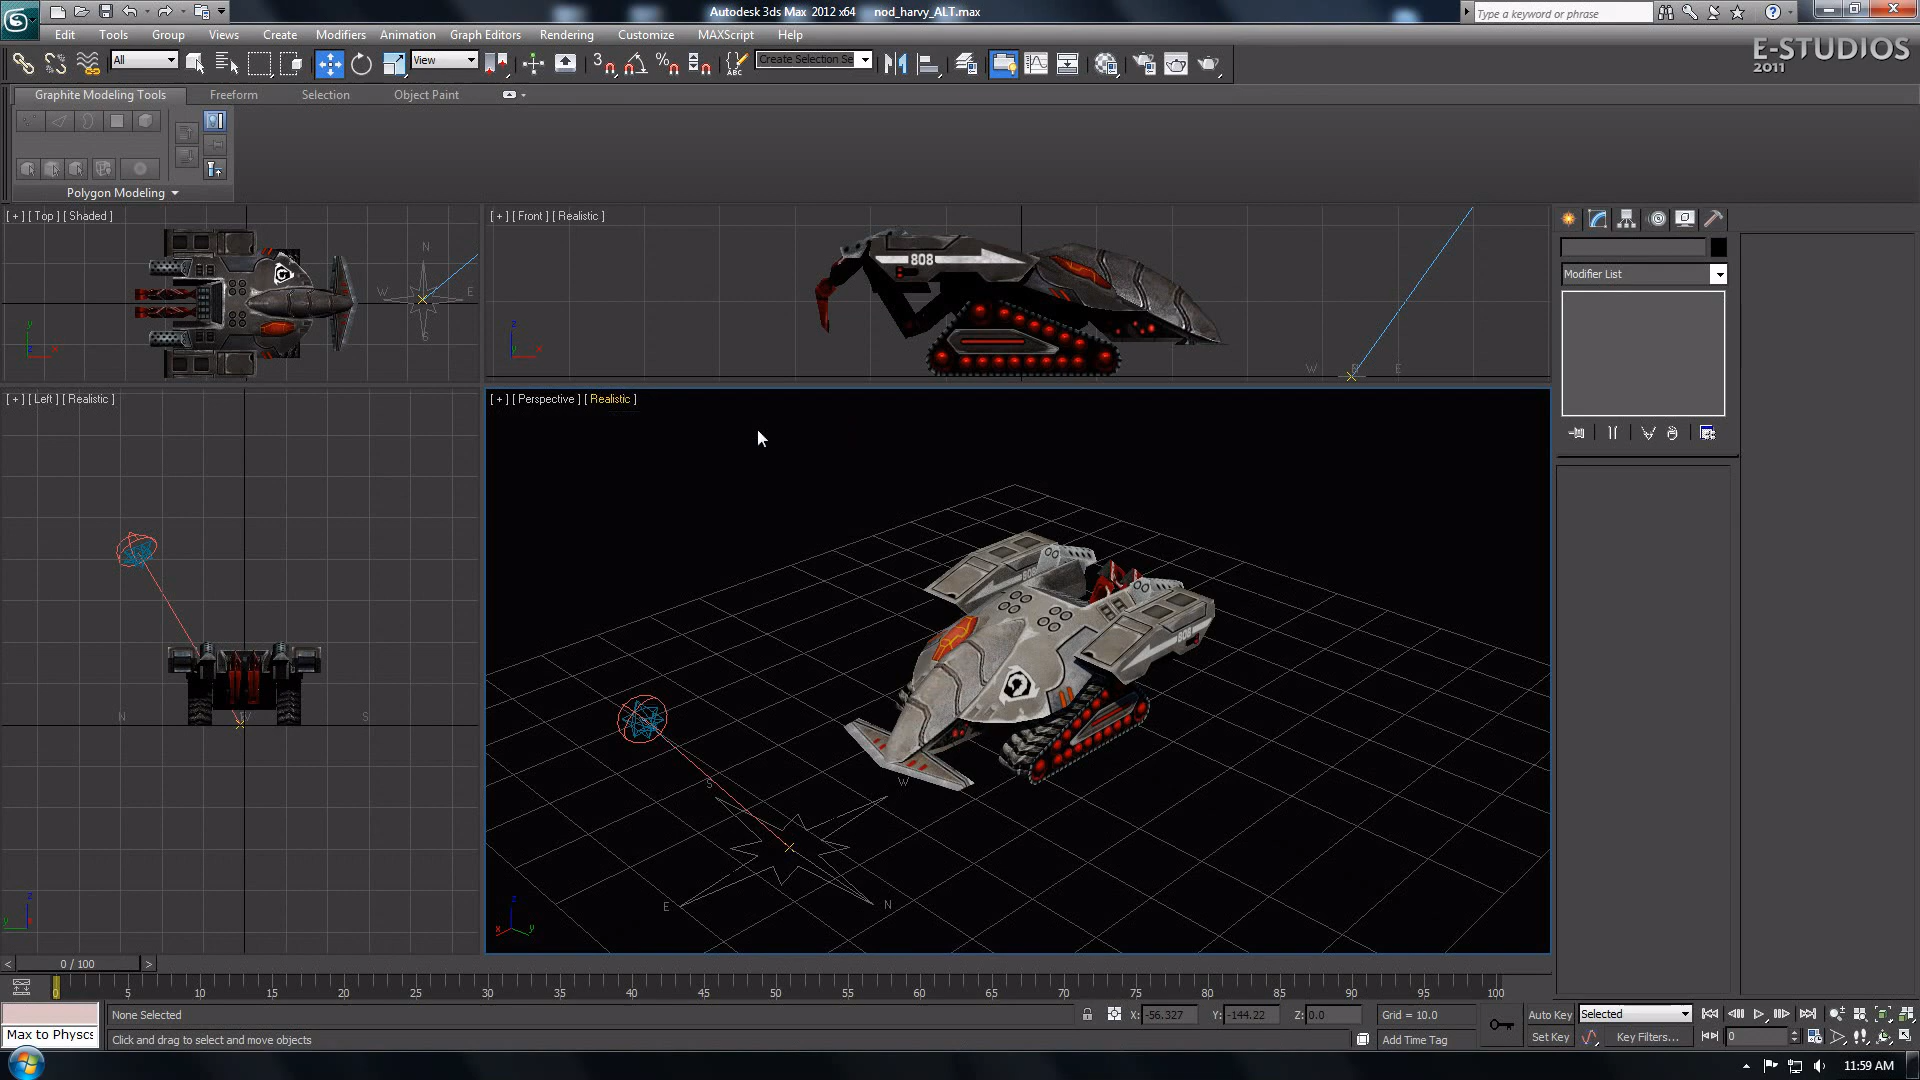 Autodesk 3ds Max 2012 x64 nod_harvy_ALT.max
Type a keyword or phrase
Edit Tools Group Views Create Modifiers Animation Graph Editors Rendering Customize MAXScript Help
E-STUDIOS
2011
All View Create Selection Se
Graphite Modeling Tools Freeform Selection Object Paint
Polygon Modeling
[ + ] [ Top ] [ Shaded ]
N
W E
S
y
z x
[ + ] [ Front ] [ Realistic ]
808
z
x
W E
Modifier List
[ + ] [ Left ] [ Realistic ]
N S
z
y
[ + ] [ Perspective ] [ Realistic ]
808
808
S W
E N
z
x y
< 0 / 100 >
0 5 10 15 20 25 30 35 40 45 50 55 60 65 70 75 80 85 90 95 100
None Selected X: -56.327 Y: -144.22 Z: 0.0 Grid = 10.0 Auto Key Selected
Max to Physcs Click and drag to select and move objects Add Time Tag Set Key Key Filters... 0
11:59 AM